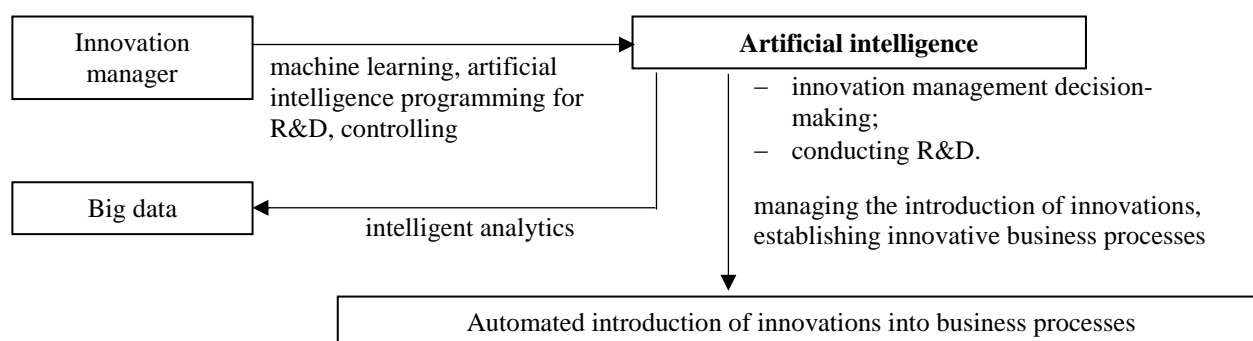 Innovation
manager
machine learning, artificial
intelligence programming for
R&D, controlling
Artificial intelligence
– innovation management decision-
making;
– conducting R&D.
Big data
intelligent analytics
managing the introduction of innovations,
establishing innovative business processes
Automated introduction of innovations into business processes